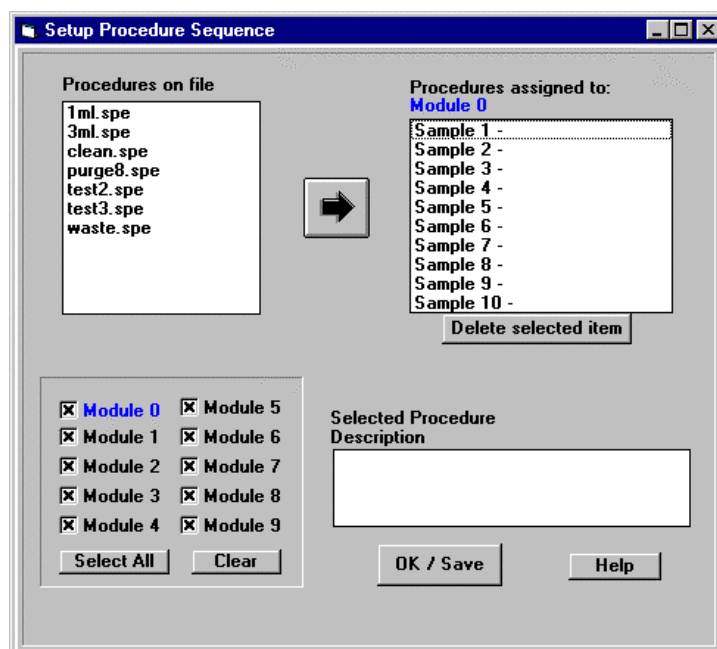 Setup Procedure Sequence
Procedures on file
1ml.spe
3ml.spe
clean.spe
purge8.spe
test2.spe
test3.spe
waste.spe
Procedures assigned to:
Module 0
Sample 1 -
Sample 2 -
Sample 3 -
Sample 4 -
Sample 5 -
Sample 6 -
Sample 7 -
Sample 8 -
Sample 9 -
Sample 10 -
Delete selected item
Module 0
Module 1
Module 2
Module 3
Module 4
Module 5
Module 6
Module 7
Module 8
Module 9
Select All
Clear
Selected Procedure
Description
OK / Save
Help